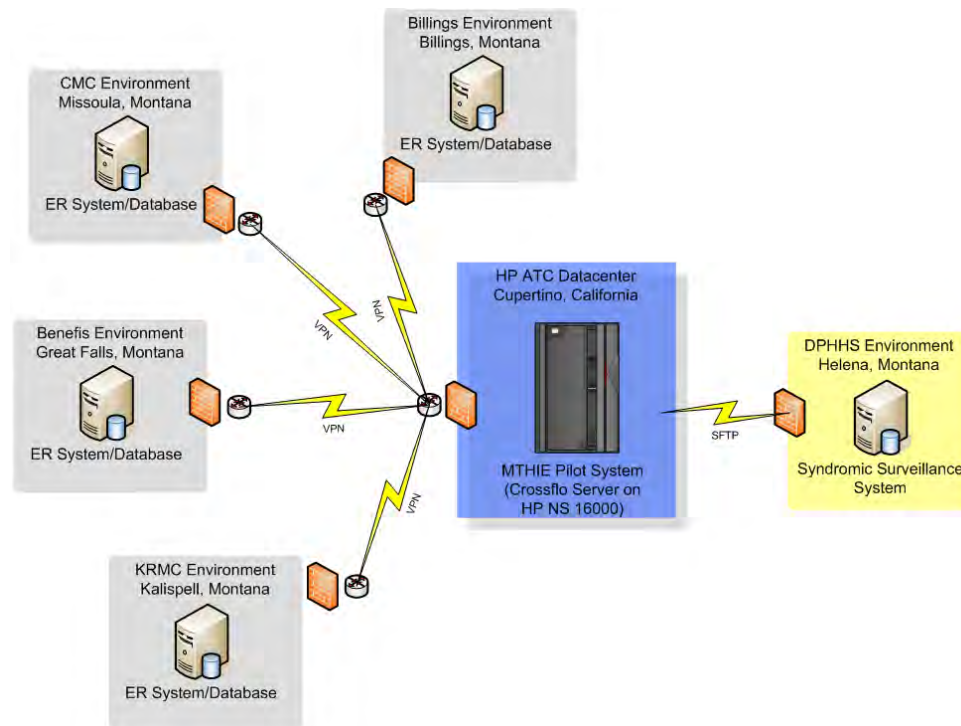 Billings Environment
Billings, Montana
ER System/Database
CMC Environment
Missoula, Montana
ER System/Database
VPN
VPN
HP ATC Datacenter
Cupertino, California
MTHIE Pilot System
(Crossflo Server on
HP NS 16000)
Benefis Environment
Great Falls, Montana
ER System/Database
VPN
DPHHS Environment
Helena, Montana
SFTP
Syndromic Surveillance
System
VPN
KRMC Environment
Kalispell, Montana
ER System/Database